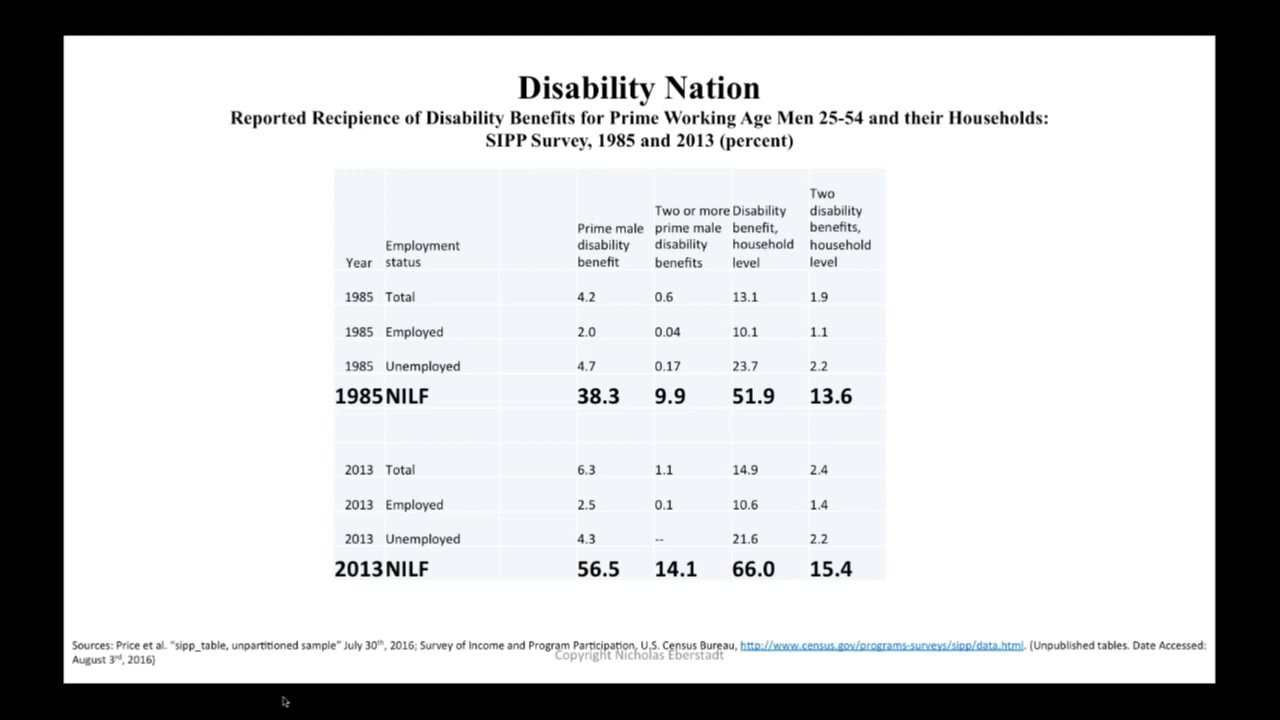 Disability Nation
Reported Recipience of Disability Benefits for Prime Working Age Men 25-54 and their Households:
SIPP Survey, 1985 and 2013 (percent)
Year Employment status Prime male disability benefit Two or more prime male disability benefits Disability benefit, household level Two disability benefits, household level
1985 Total 4.2 0.6 13.1 1.9
1985 Employed 2.0 0.04 10.1 1.1
1985 Unemployed 4.7 0.17 23.7 2.2
1985 NILF 38.3 9.9 51.9 13.6
2013 Total 6.3 1.1 14.9 2.4
2013 Employed 2.5 0.1 10.6 1.4
2013 Unemployed 4.3 -- 21.6 2.2
2013 NILF 56.5 14.1 66.0 15.4
Sources: Price et al. "sipp_table, unpartitioned sample" July 30th, 2016; Survey of Income and Program Participation, U.S. Census Bureau, http://www.census.gov/programs-surveys/sipp/data.html. (Unpublished tables. Date Accessed:
August 3rd, 2016)
Copyright Nicholas Eberstadt